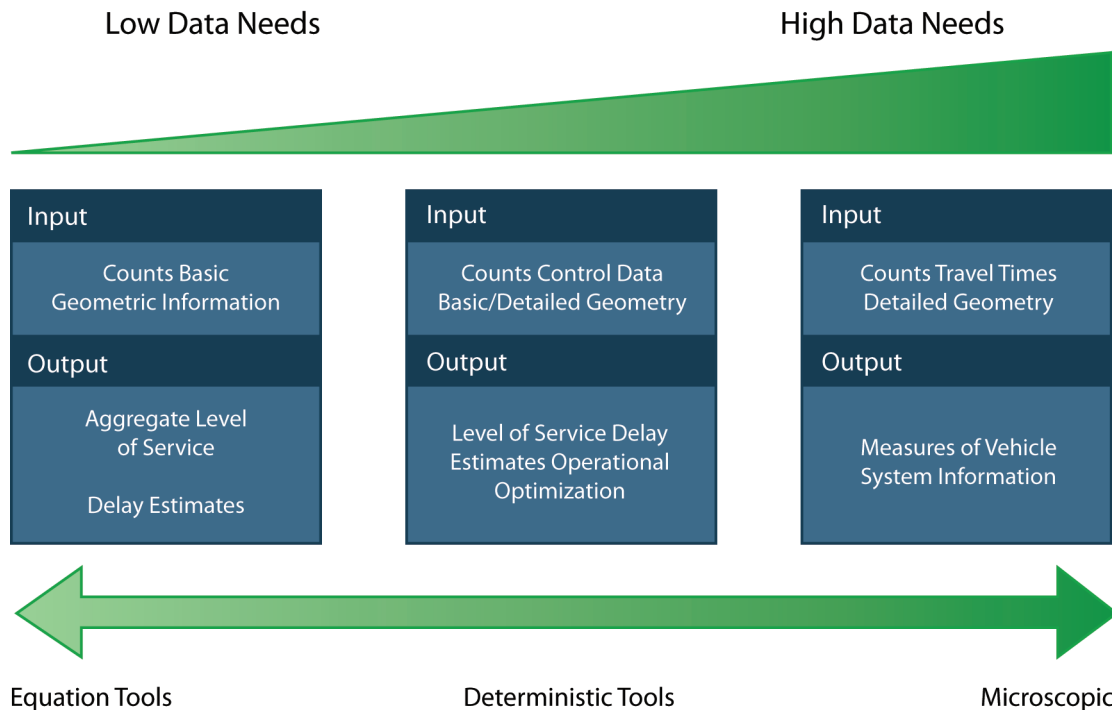 Low Data Needs
High Data Needs
Input
Counts Basic
Geometric Information
Output
Aggregate Level
of Service
Delay Estimates
Input
Counts Control Data
Basic/Detailed Geometry
Output
Level of Service Delay
Estimates Operational
Optimization
Input
Counts Travel Times
Detailed Geometry
Output
Measures of Vehicle
System Information
Equation Tools
Deterministic Tools
Microscopic